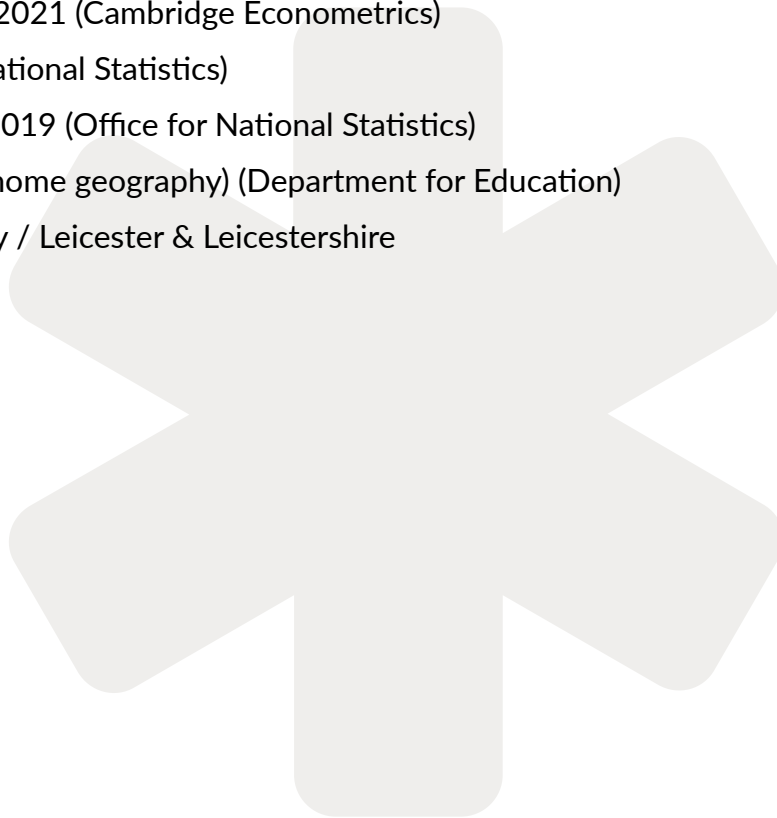 2021 (Cambridge Econometrics)
ational Statistics)
019 (Office for National Statistics)
home geography) (Department for Education)
y / Leicester & Leicestershire